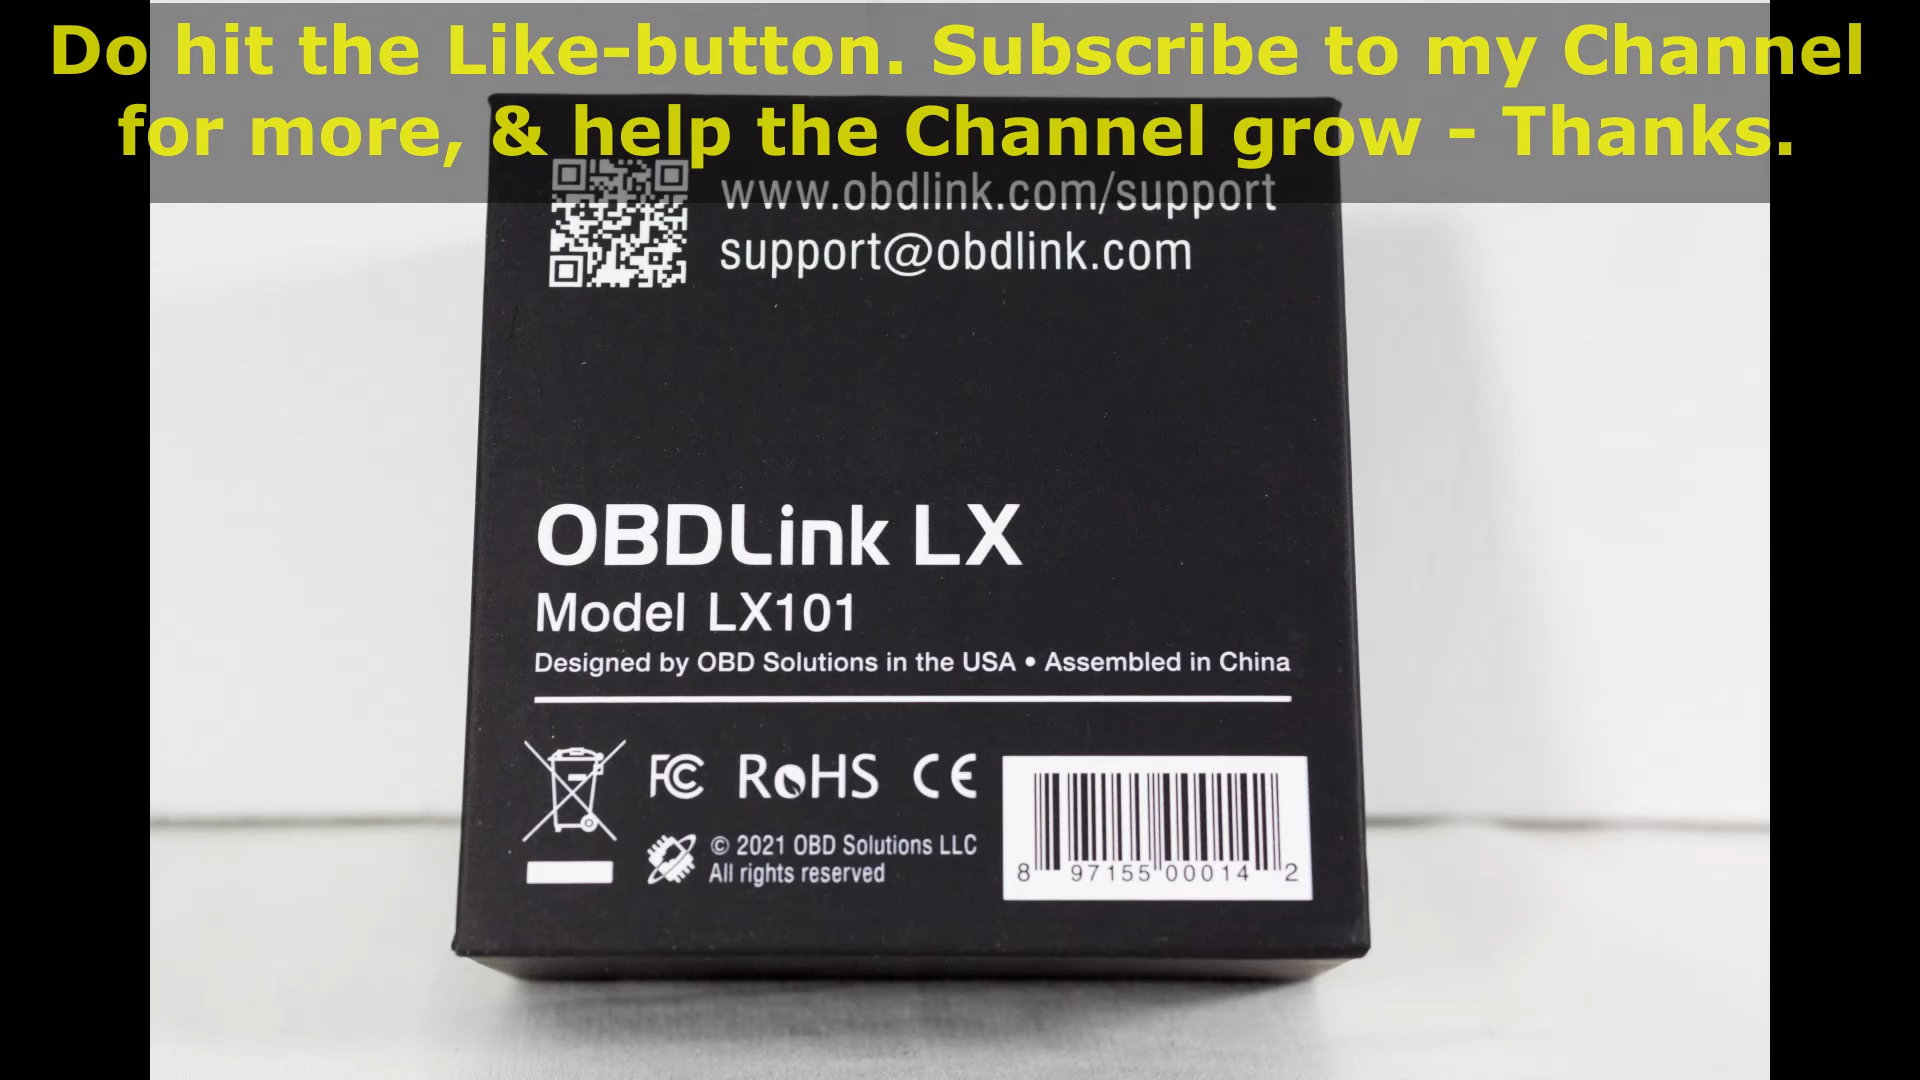 Do hit the Like-button. Subscribe to my Channel
for more, & help the Channel grow - Thanks.
www.obdlink.com/support
support@obdlink.com
OBDLink LX
Model LX101
Designed by OBD Solutions in the USA • Assembled in China
FC RoHS CE
© 2021 OBD Solutions LLC
All rights reserved
8 97155 00014 2